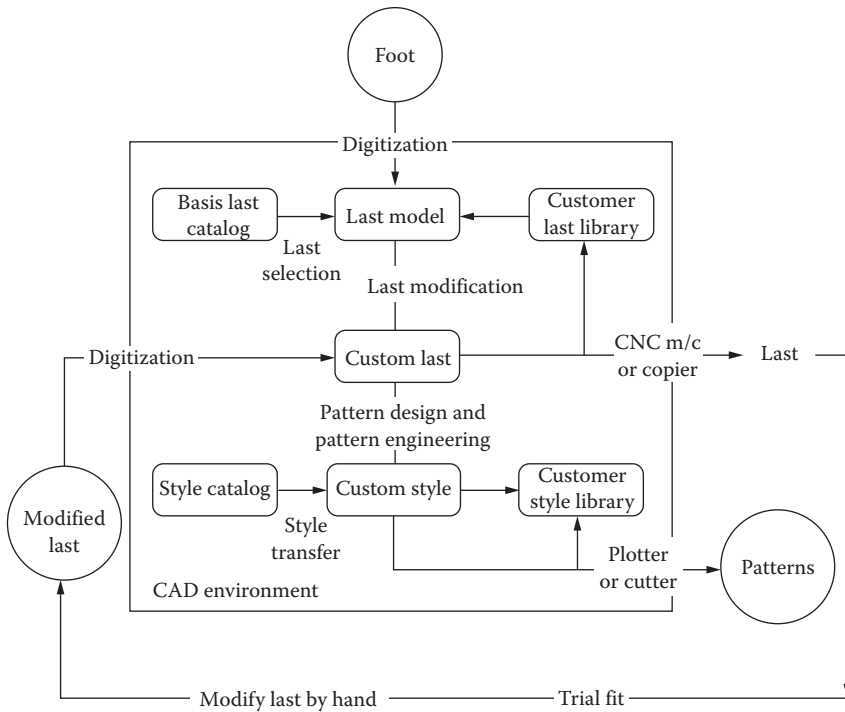 Foot
Digitization
Basis last
catalog
Last model
Customer
last library
Last
selection
Last modification
Digitization
Custom last
CNC m/c
or copier
Last
Pattern design and
pattern engineering
Style catalog
Custom style
Customer
style library
Modified
last
Style
transfer
Plotter
or cutter
Patterns
CAD environment
Modify last by hand
Trial fit